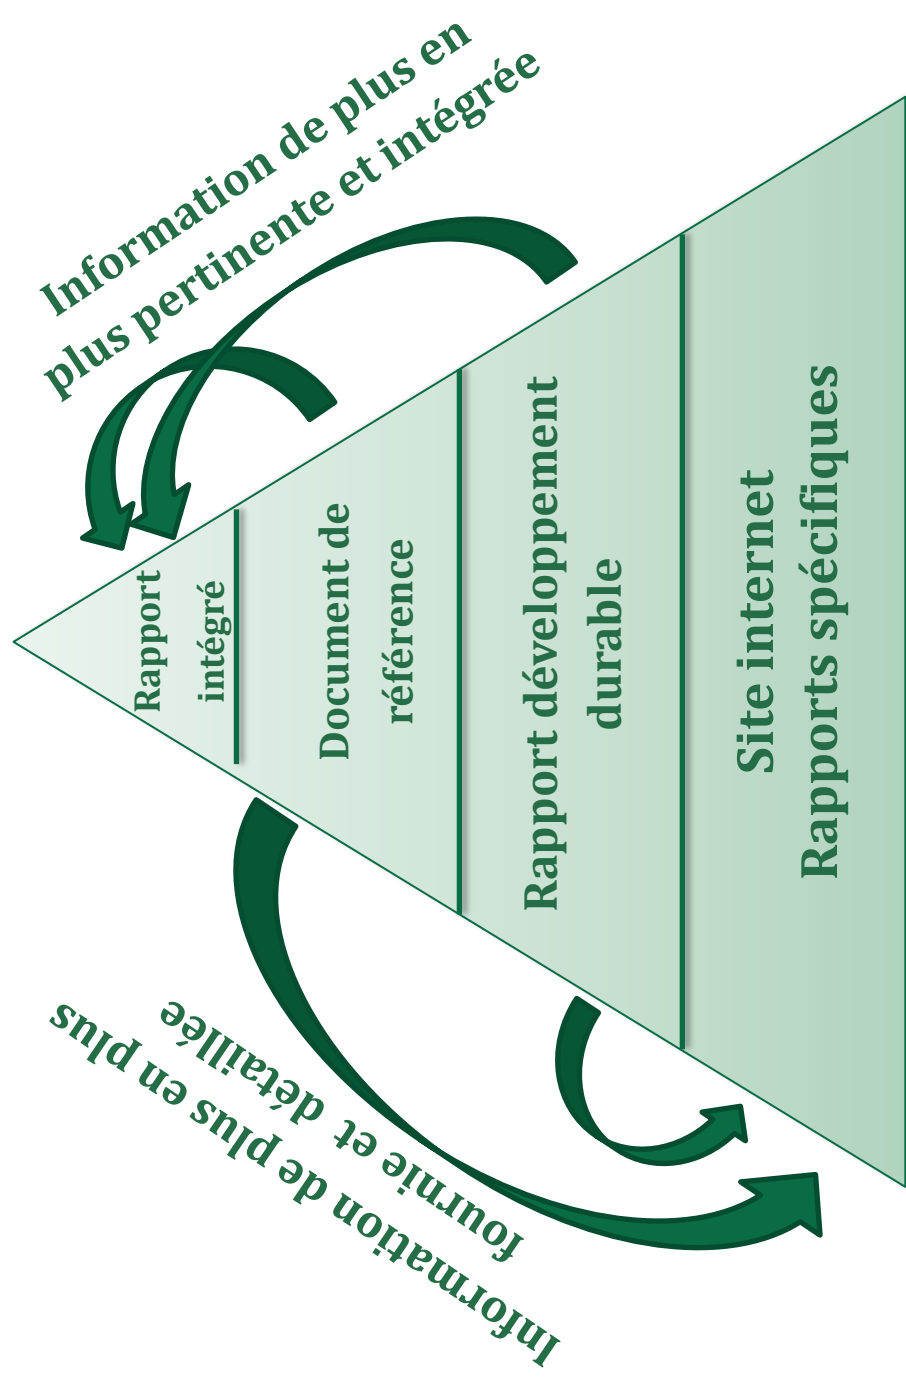 Information de plus en
plus pertinente et intégrée
Rapport
intégré
Document de
référence
Rapport développement
durable
Site internet
Rapports spécifiques
Information de plus en plus
fournie et détaillée